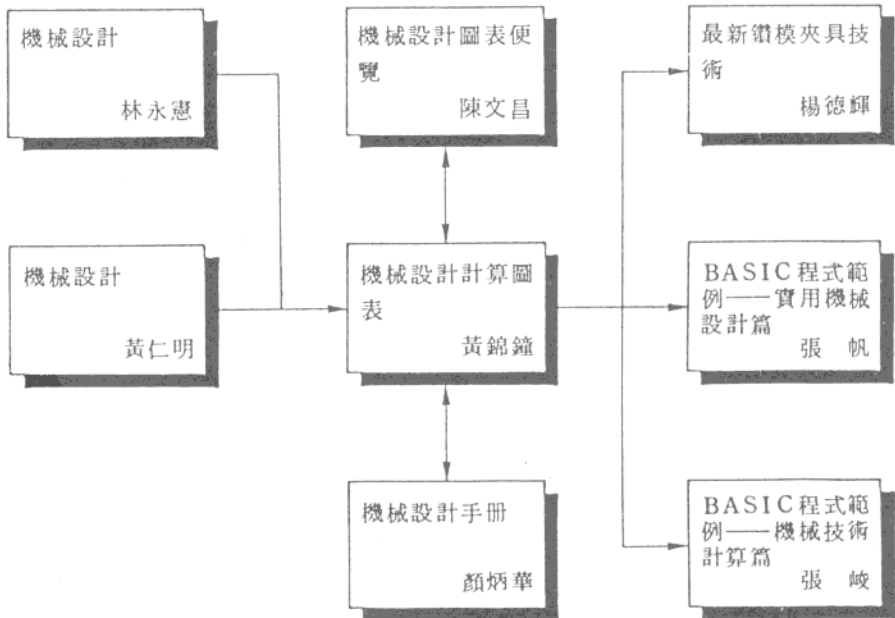 機械設計
林永憲
機械設計圖表便
覽
陳文昌
最新鑽模夾具技
術
楊德輝
機械設計
黃仁明
機械設計計算圖
表
黃錦鐘
BASIC程式範
例——實用機械
設計篇
張 帆
機械設計手册
顏炳華
BASIC程式範
例——機械技術
計算篇
張 峻